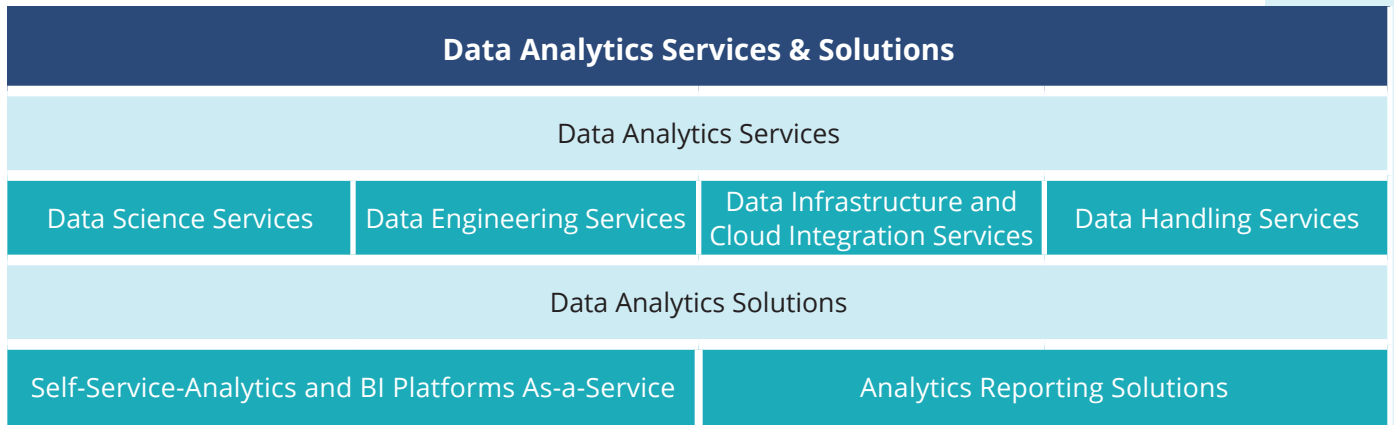 Data Analytics Services & Solutions
Data Analytics Services
Data Science Services
Data Engineering Services
Data Infrastructure and
Cloud Integration Services
Data Handling Services
Data Analytics Solutions
Self-Service-Analytics and BI Platforms As-a-Service
Analytics Reporting Solutions